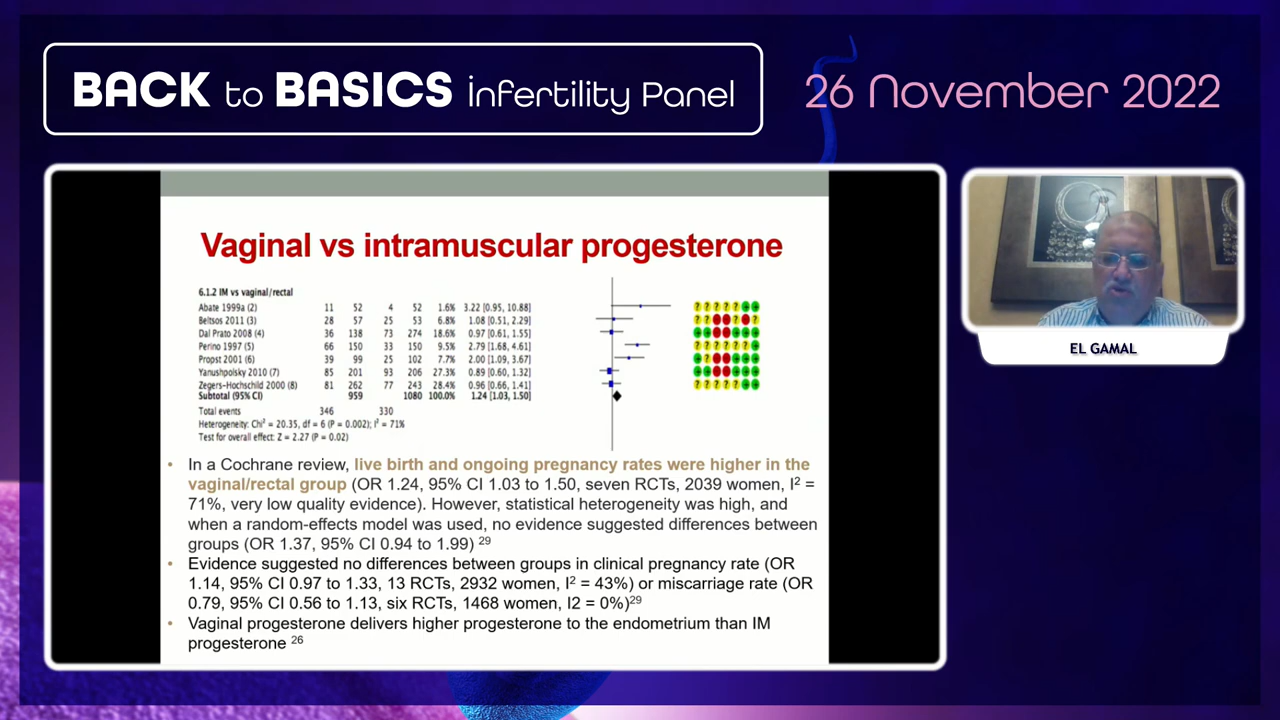 BACK to BASICS infertility Panel
26 November 2022
Vaginal vs intramuscular progesterone
6.1.2 IM vs vaginal/rectal
Abate 1999a (2) 11 52 4 52 1.6% 3.22 [0.95, 10.88]
Beltsos 2011 (3) 28 57 25 53 6.8% 1.08 [0.51, 2.29]
Dal Prato 2008 (4) 36 138 73 274 18.6% 0.97 [0.61, 1.55]
Perino 1997 (5) 66 150 33 150 9.5% 2.79 [1.68, 4.61]
Propst 2001 (6) 39 99 25 102 7.7% 2.00 [1.09, 3.67]
Yanushpolsky 2010 (7) 85 201 93 206 27.3% 0.89 [0.60, 1.32]
Zegers-Hochschild 2000 (8) 81 262 77 243 28.4% 0.96 [0.66, 1.41]
Subtotal (95% CI) 959 1080 100.0% 1.24 [1.03, 1.50]
Total events 346 330
Heterogeneity: Chi² = 20.35, df = 6 (P = 0.002); I² = 71%
Test for overall effect: Z = 2.27 (P = 0.02)
• In a Cochrane review, live birth and ongoing pregnancy rates were higher in the
vaginal/rectal group (OR 1.24, 95% CI 1.03 to 1.50, seven RCTs, 2039 women, I² =
71%, very low quality evidence). However, statistical heterogeneity was high, and
when a random-effects model was used, no evidence suggested differences between
groups (OR 1.37, 95% CI 0.94 to 1.99) 29
• Evidence suggested no differences between groups in clinical pregnancy rate (OR
1.14, 95% CI 0.97 to 1.33, 13 RCTs, 2932 women, I² = 43%) or miscarriage rate (OR
0.79, 95% CI 0.56 to 1.13, six RCTs, 1468 women, I2 = 0%)29
• Vaginal progesterone delivers higher progesterone to the endometrium than IM
progesterone 26
EL GAMAL